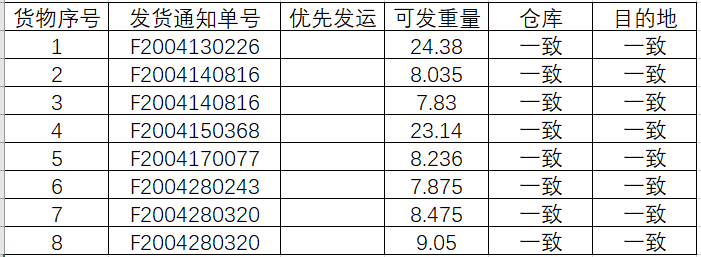 货物序号 发货通知单号 优先发运 可发重量 仓库 目的地
1 F2004130226 24.38 一致 一致
2 F2004140816 8.035 一致 一致
3 F2004140816 7.83 一致 一致
4 F2004150368 23.14 一致 一致
5 F2004170077 8.236 一致 一致
6 F2004280243 7.875 一致 一致
7 F2004280320 8.475 一致 一致
8 F2004280320 9.05 一致 一致